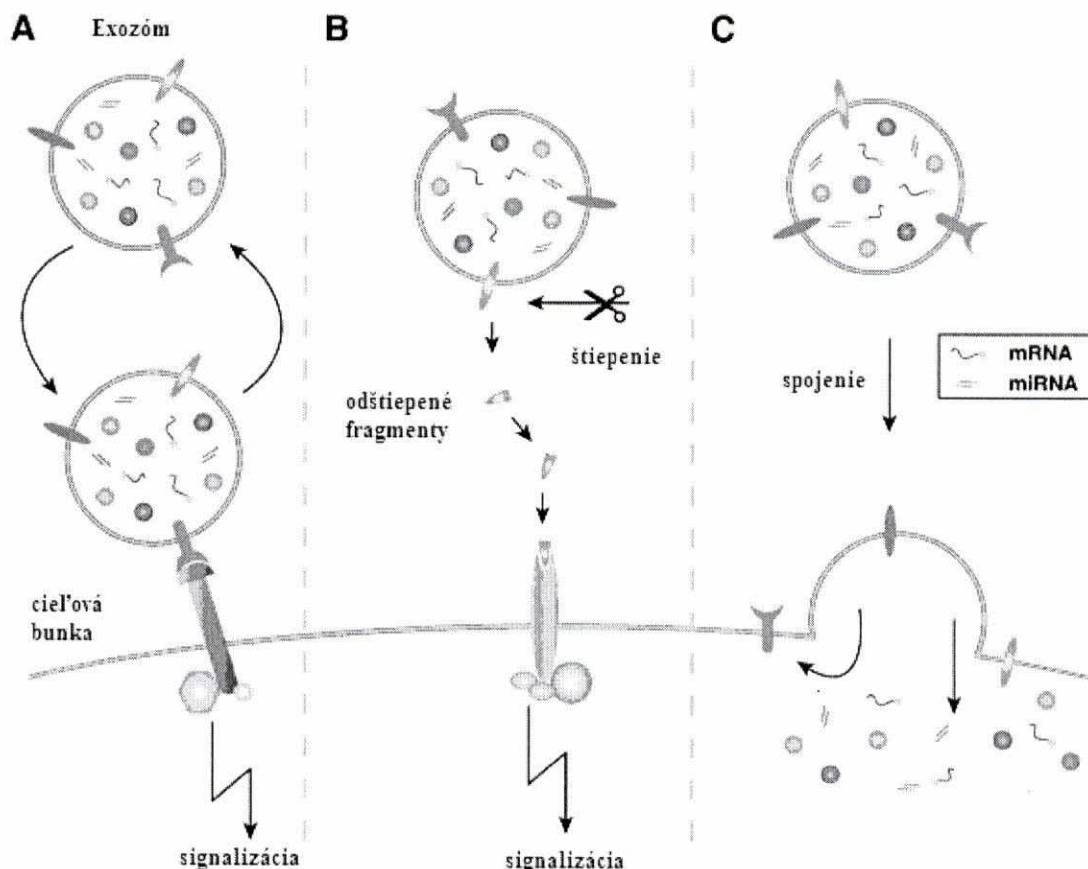 A
Exozóm
cieľová
bunka
signalizácia
B
štiepenie
odštiepené
fragmenty
signalizácia
C
spojenie
mRNA
miRNA